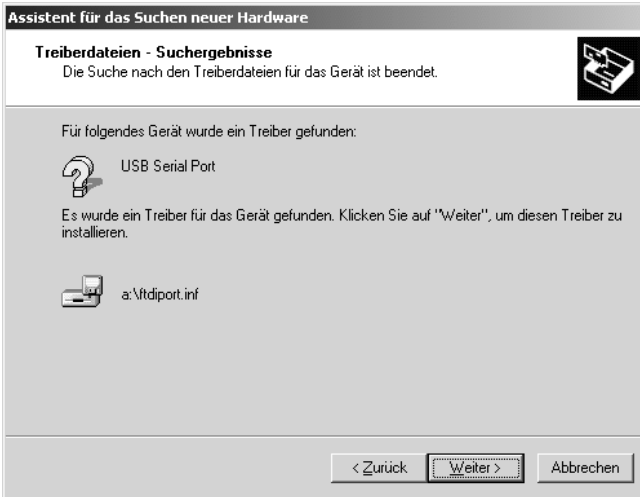 Assistent für das Suchen neuer Hardware
Treiberdateien - Suchergebnisse
Die Suche nach den Treiberdateien für das Gerät ist beendet.
Für folgendes Gerät wurde ein Treiber gefunden:
USB Serial Port
Es wurde ein Treiber für das Gerät gefunden. Klicken Sie auf "Weiter", um diesen Treiber zu
installieren.
a:\ftdiport.inf
< Zurück Weiter > Abbrechen